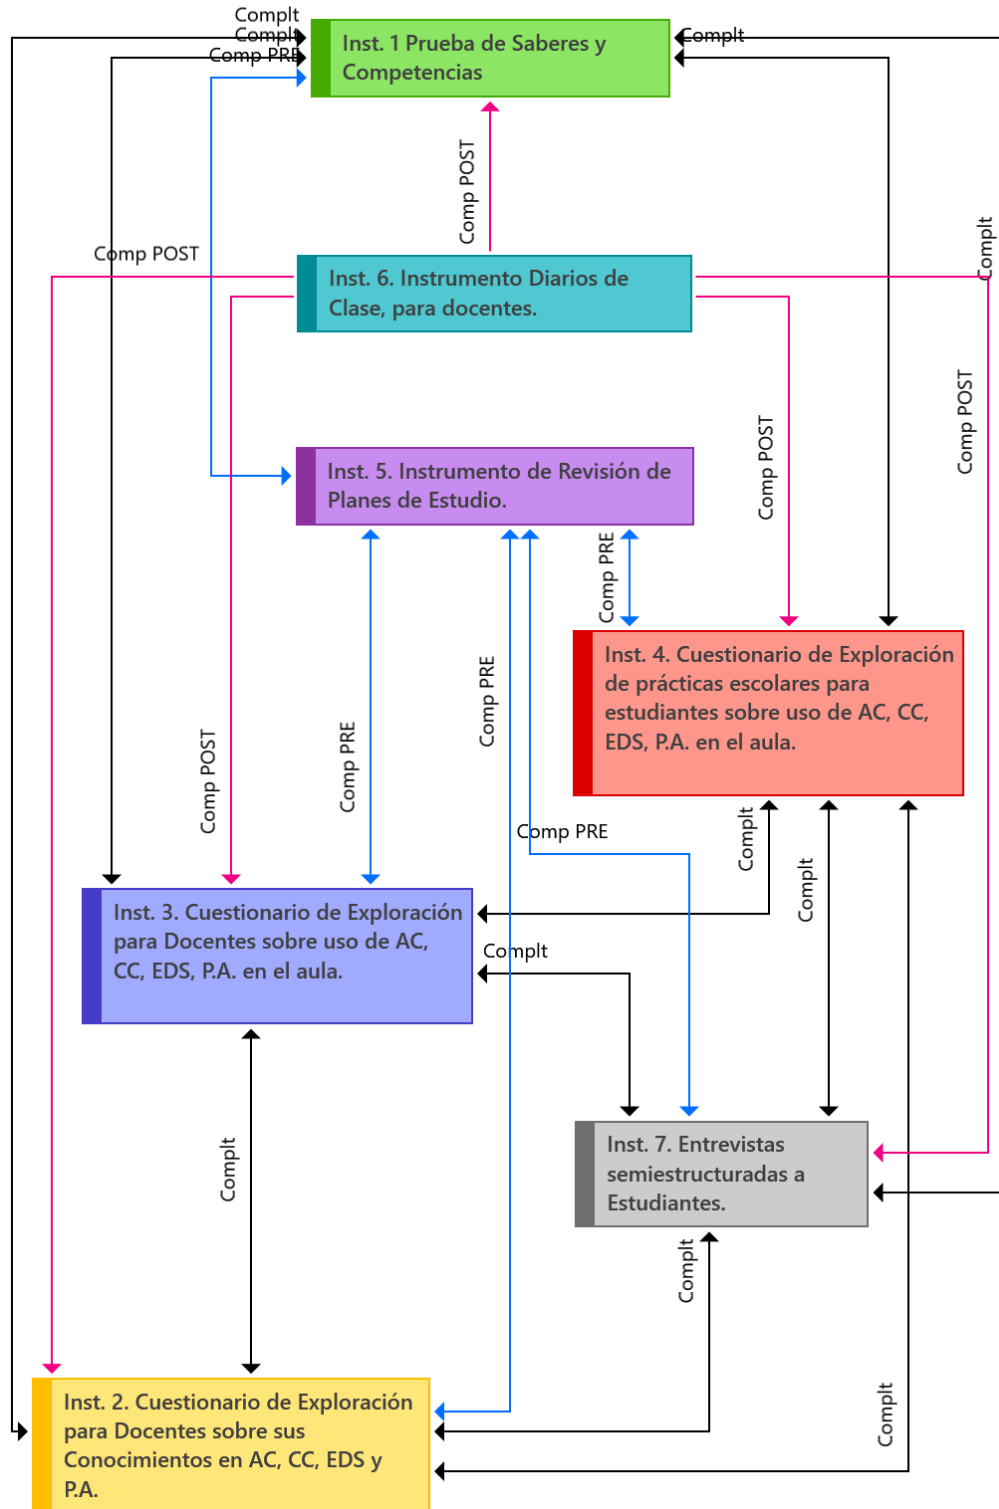 Complt
Complt
Comp PRE
Inst. 1 Prueba de Saberes y
Competencias
Complt
Comp POST
Comp POST
Complt
Inst. 6. Instrumento Diarios de
Clase, para docentes.
Comp POST
Comp POST
Inst. 5. Instrumento de Revisión de
Planes de Estudio.
Comp PRE
Inst. 4. Cuestionario de Exploración
de prácticas escolares para
estudiantes sobre uso de AC, CC,
EDS, P.A. en el aula.
Comp PRE
Comp POST
Comp PRE
Comp PRE
Complt
Complt
Inst. 3. Cuestionario de Exploración
para Docentes sobre uso de AC,
CC, EDS, P.A. en el aula.
Complt
Inst. 7. Entrevistas
semiestructuradas a
Estudiantes.
Complt
Complt
Complt
Inst. 2. Cuestionario de Exploración
para Docentes sobre sus
Conocimientos en AC, CC, EDS y
P.A.